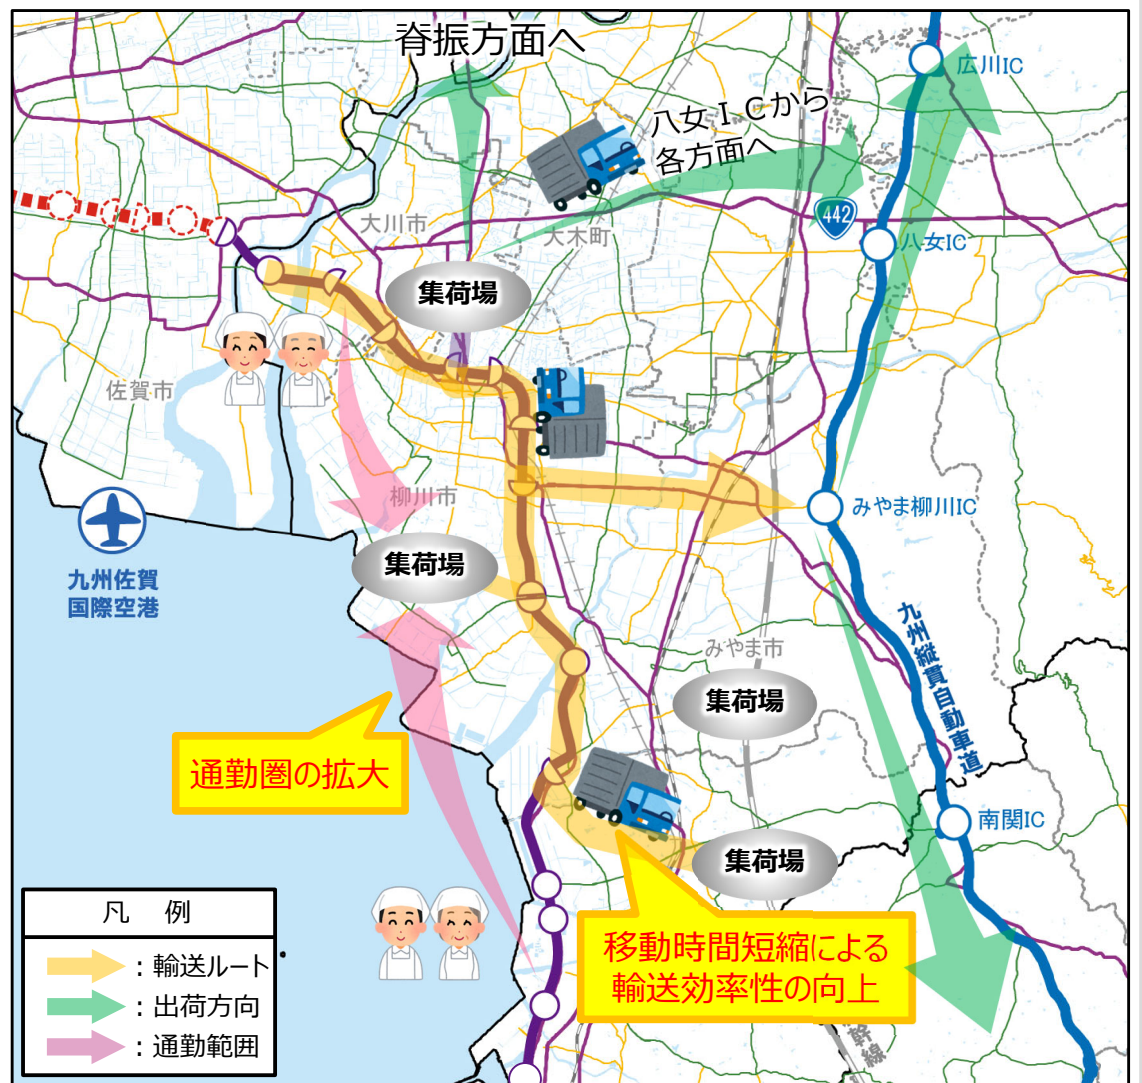 脊振方面へ
広川IC
八女ＩＣから
各方面へ
442
大川市
大木町
八女IC
集荷場
佐賀市
柳川市
みやま柳川IC
集荷場
九州佐賀
国際空港
九州縦貫自動車道
みやま市
集荷場
通勤圏の拡大
南関IC
集荷場
移動時間短縮による
輸送効率性の向上
幹線
凡 例
：輸送ルート
：出荷方向
：通勤範囲